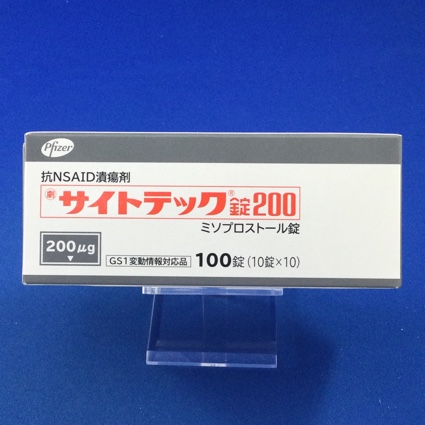 Pfizer
抗NSAID潰瘍剤
劇 サイトテック®錠200
ミソプロストール錠
200μg
GS1変動情報対応品 100錠(10錠×10)